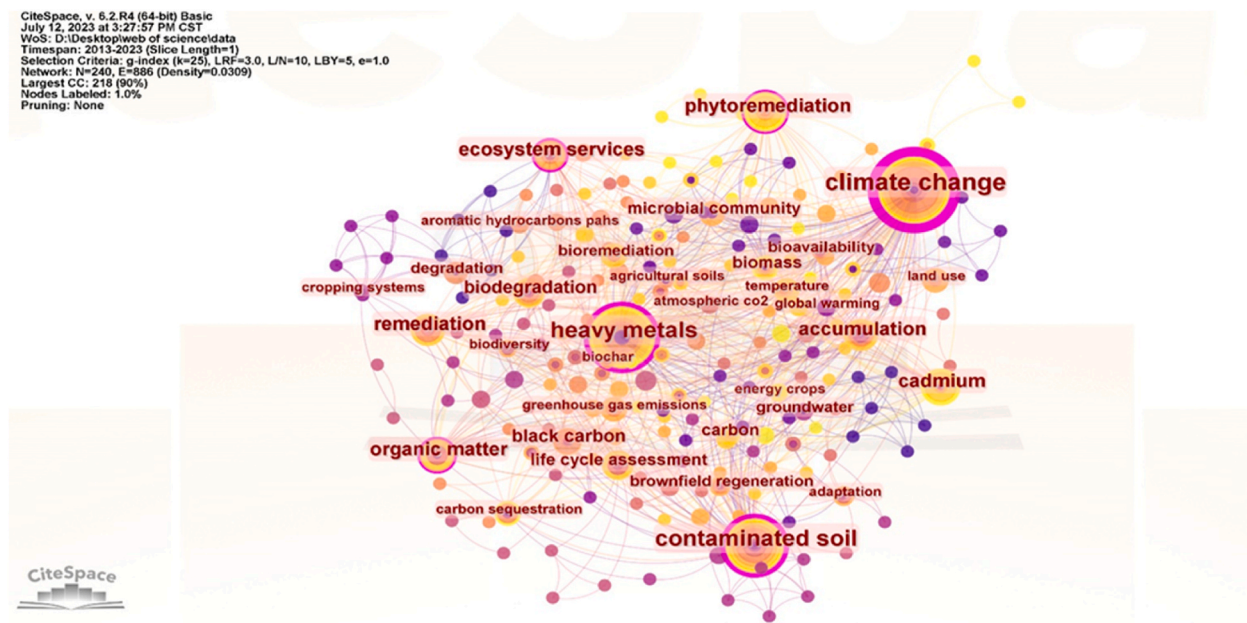 CiteSpace, v. 6.2.R4 (64-bit) Basic
July 12, 2023 at 3:27:57 PM CST
WoS: D:\Desktop\web of science\data
Timespan: 2013-2023 (Slice Length=1)
Selection Criteria: g-index (k=25), LRF=3.0, L/N=10, LBY=5, e=1.0
Network: N=240, E=886 (Density=0.0309)
Largest CC: 218 (90%)
Nodes Labeled: 1.0%
Pruning: None
phytoremediation
ecosystem services
climate change
microbial community
aromatic hydrocarbons pahs
bioavailability
bioremediation
biomass
degradation
agricultural soils
land use
cropping systems
biodegradation
temperature
atmospheric co2
global warming
remediation
heavy metals
accumulation
biodiversity
biochar
cadmium
energy crops
greenhouse gas emissions
groundwater
black carbon
carbon
organic matter
life cycle assessment
brownfield regeneration
adaptation
carbon sequestration
contaminated soil
CiteSpace